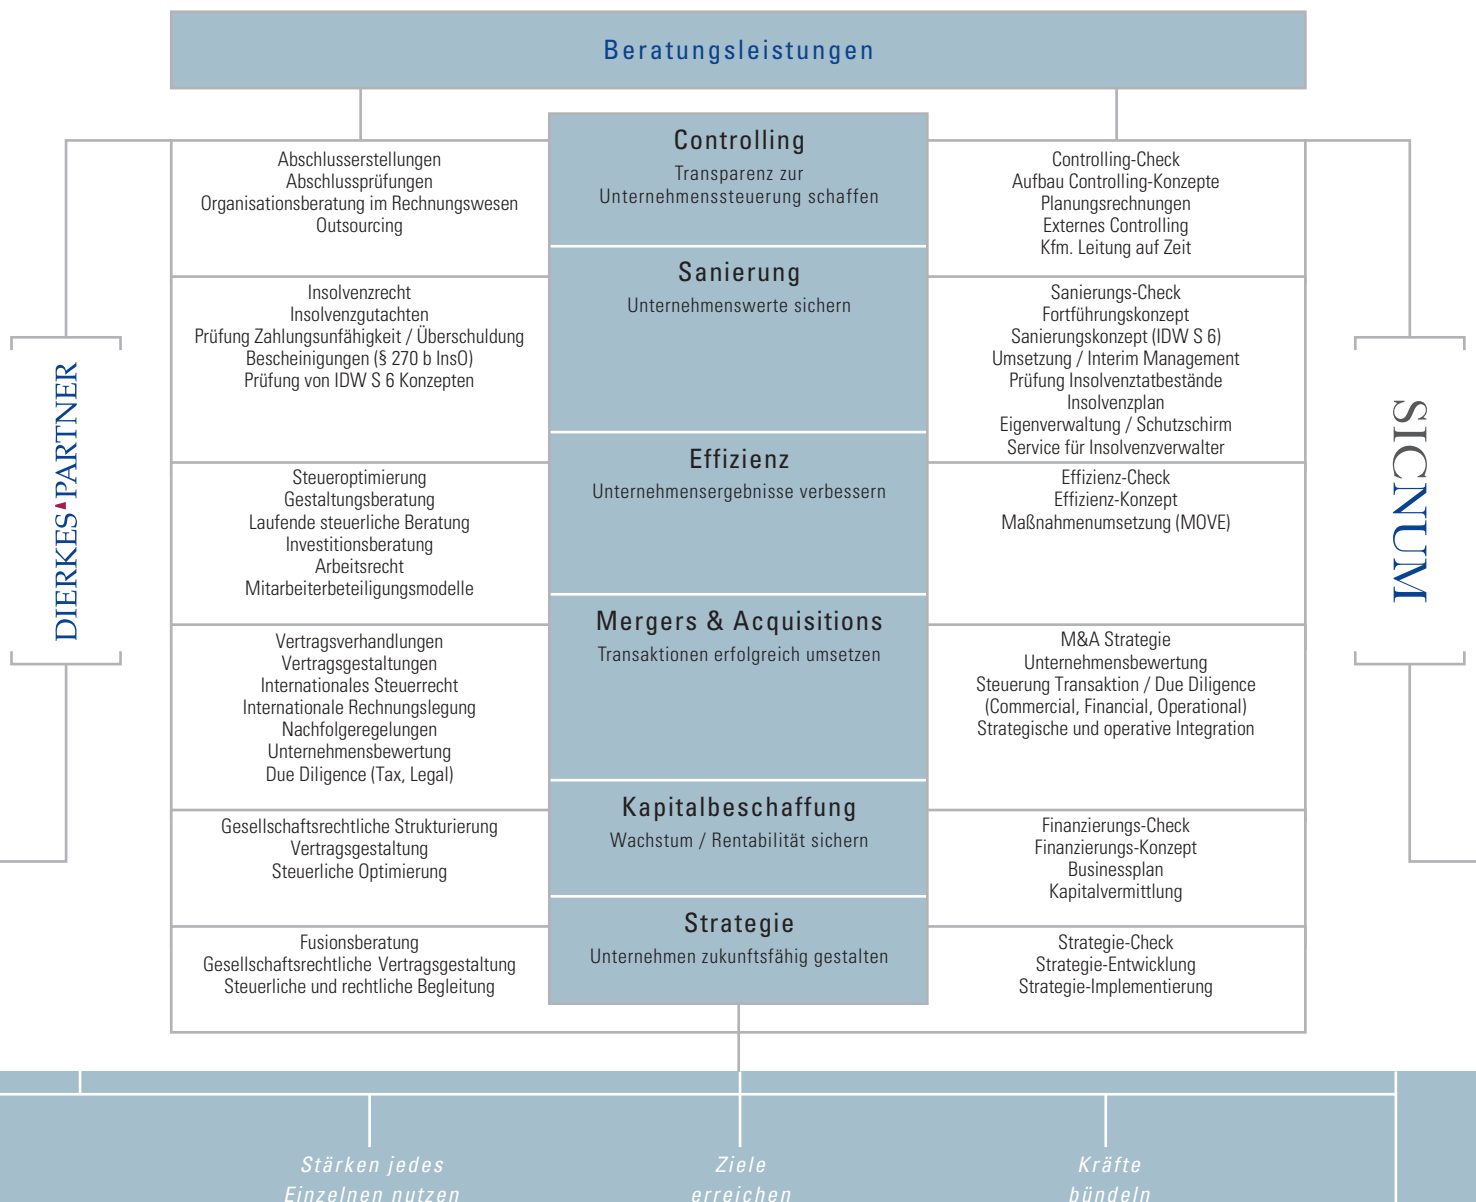 Beratungsleistungen
DIERKES PARTNER
Abschlusserstellungen
Abschlussprüfungen
Organisationsberatung im Rechnungswesen
Outsourcing
Controlling
Transparenz zur
Unternehmenssteuerung schaffen
Controlling-Check
Aufbau Controlling-Konzepte
Planungsrechnungen
Externes Controlling
Kfm. Leitung auf Zeit
Insolvenzrecht
Insolvenzgutachten
Prüfung Zahlungsunfähigkeit / Überschuldung
Bescheinigungen (§ 270 b InsO)
Prüfung von IDW S 6 Konzepten
Sanierung
Unternehmenswerte sichern
Sanierungs-Check
Fortführungskonzept
Sanierungskonzept (IDW S 6)
Umsetzung / Interim Management
Prüfung Insolvenztatbestände
Insolvenzplan
Eigenverwaltung / Schutzschirm
Service für Insolvenzverwalter
Steueroptimierung
Gestaltungsberatung
Laufende steuerliche Beratung
Investitionsberatung
Arbeitsrecht
Mitarbeiterbeteiligungsmodelle
Effizienz
Unternehmensergebnisse verbessern
Effizienz-Check
Effizienz-Konzept
Maßnahmenumsetzung (MOVE)
Vertragsverhandlungen
Vertragsgestaltungen
Internationales Steuerrecht
Internationale Rechnungslegung
Nachfolgeregelungen
Unternehmensbewertung
Due Diligence (Tax, Legal)
Mergers & Acquisitions
Transaktionen erfolgreich umsetzen
M&A Strategie
Unternehmensbewertung
Steuerung Transaktion / Due Diligence
(Commercial, Financial, Operational)
Strategische und operative Integration
Gesellschaftsrechtliche Strukturierung
Vertragsgestaltung
Steuerliche Optimierung
Kapitalbeschaffung
Wachstum / Rentabilität sichern
Finanzierungs-Check
Finanzierungs-Konzept
Businessplan
Kapitalvermittlung
Fusionsberatung
Gesellschaftsrechtliche Vertragsgestaltung
Steuerliche und rechtliche Begleitung
Strategie
Unternehmen zukunftsfähig gestalten
Strategie-Check
Strategie-Entwicklung
Strategie-Implementierung
SICNUM
Stärken jedes
Einzelnen nutzen
Ziele
erreichen
Kräfte
bündeln